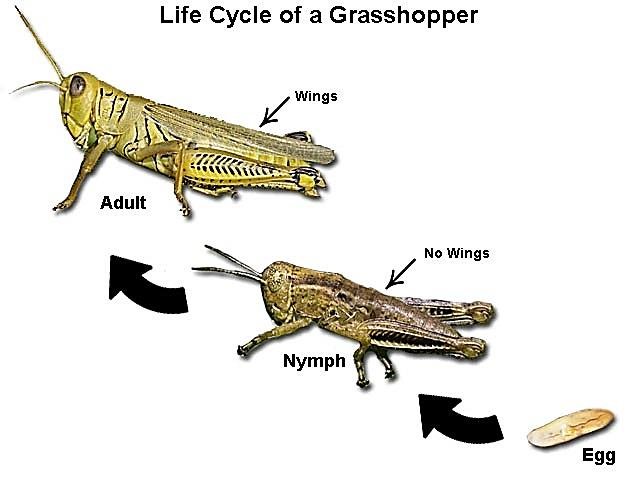 Life Cycle of a Grasshopper
Wings
Adult
No Wings
Nymph
Egg